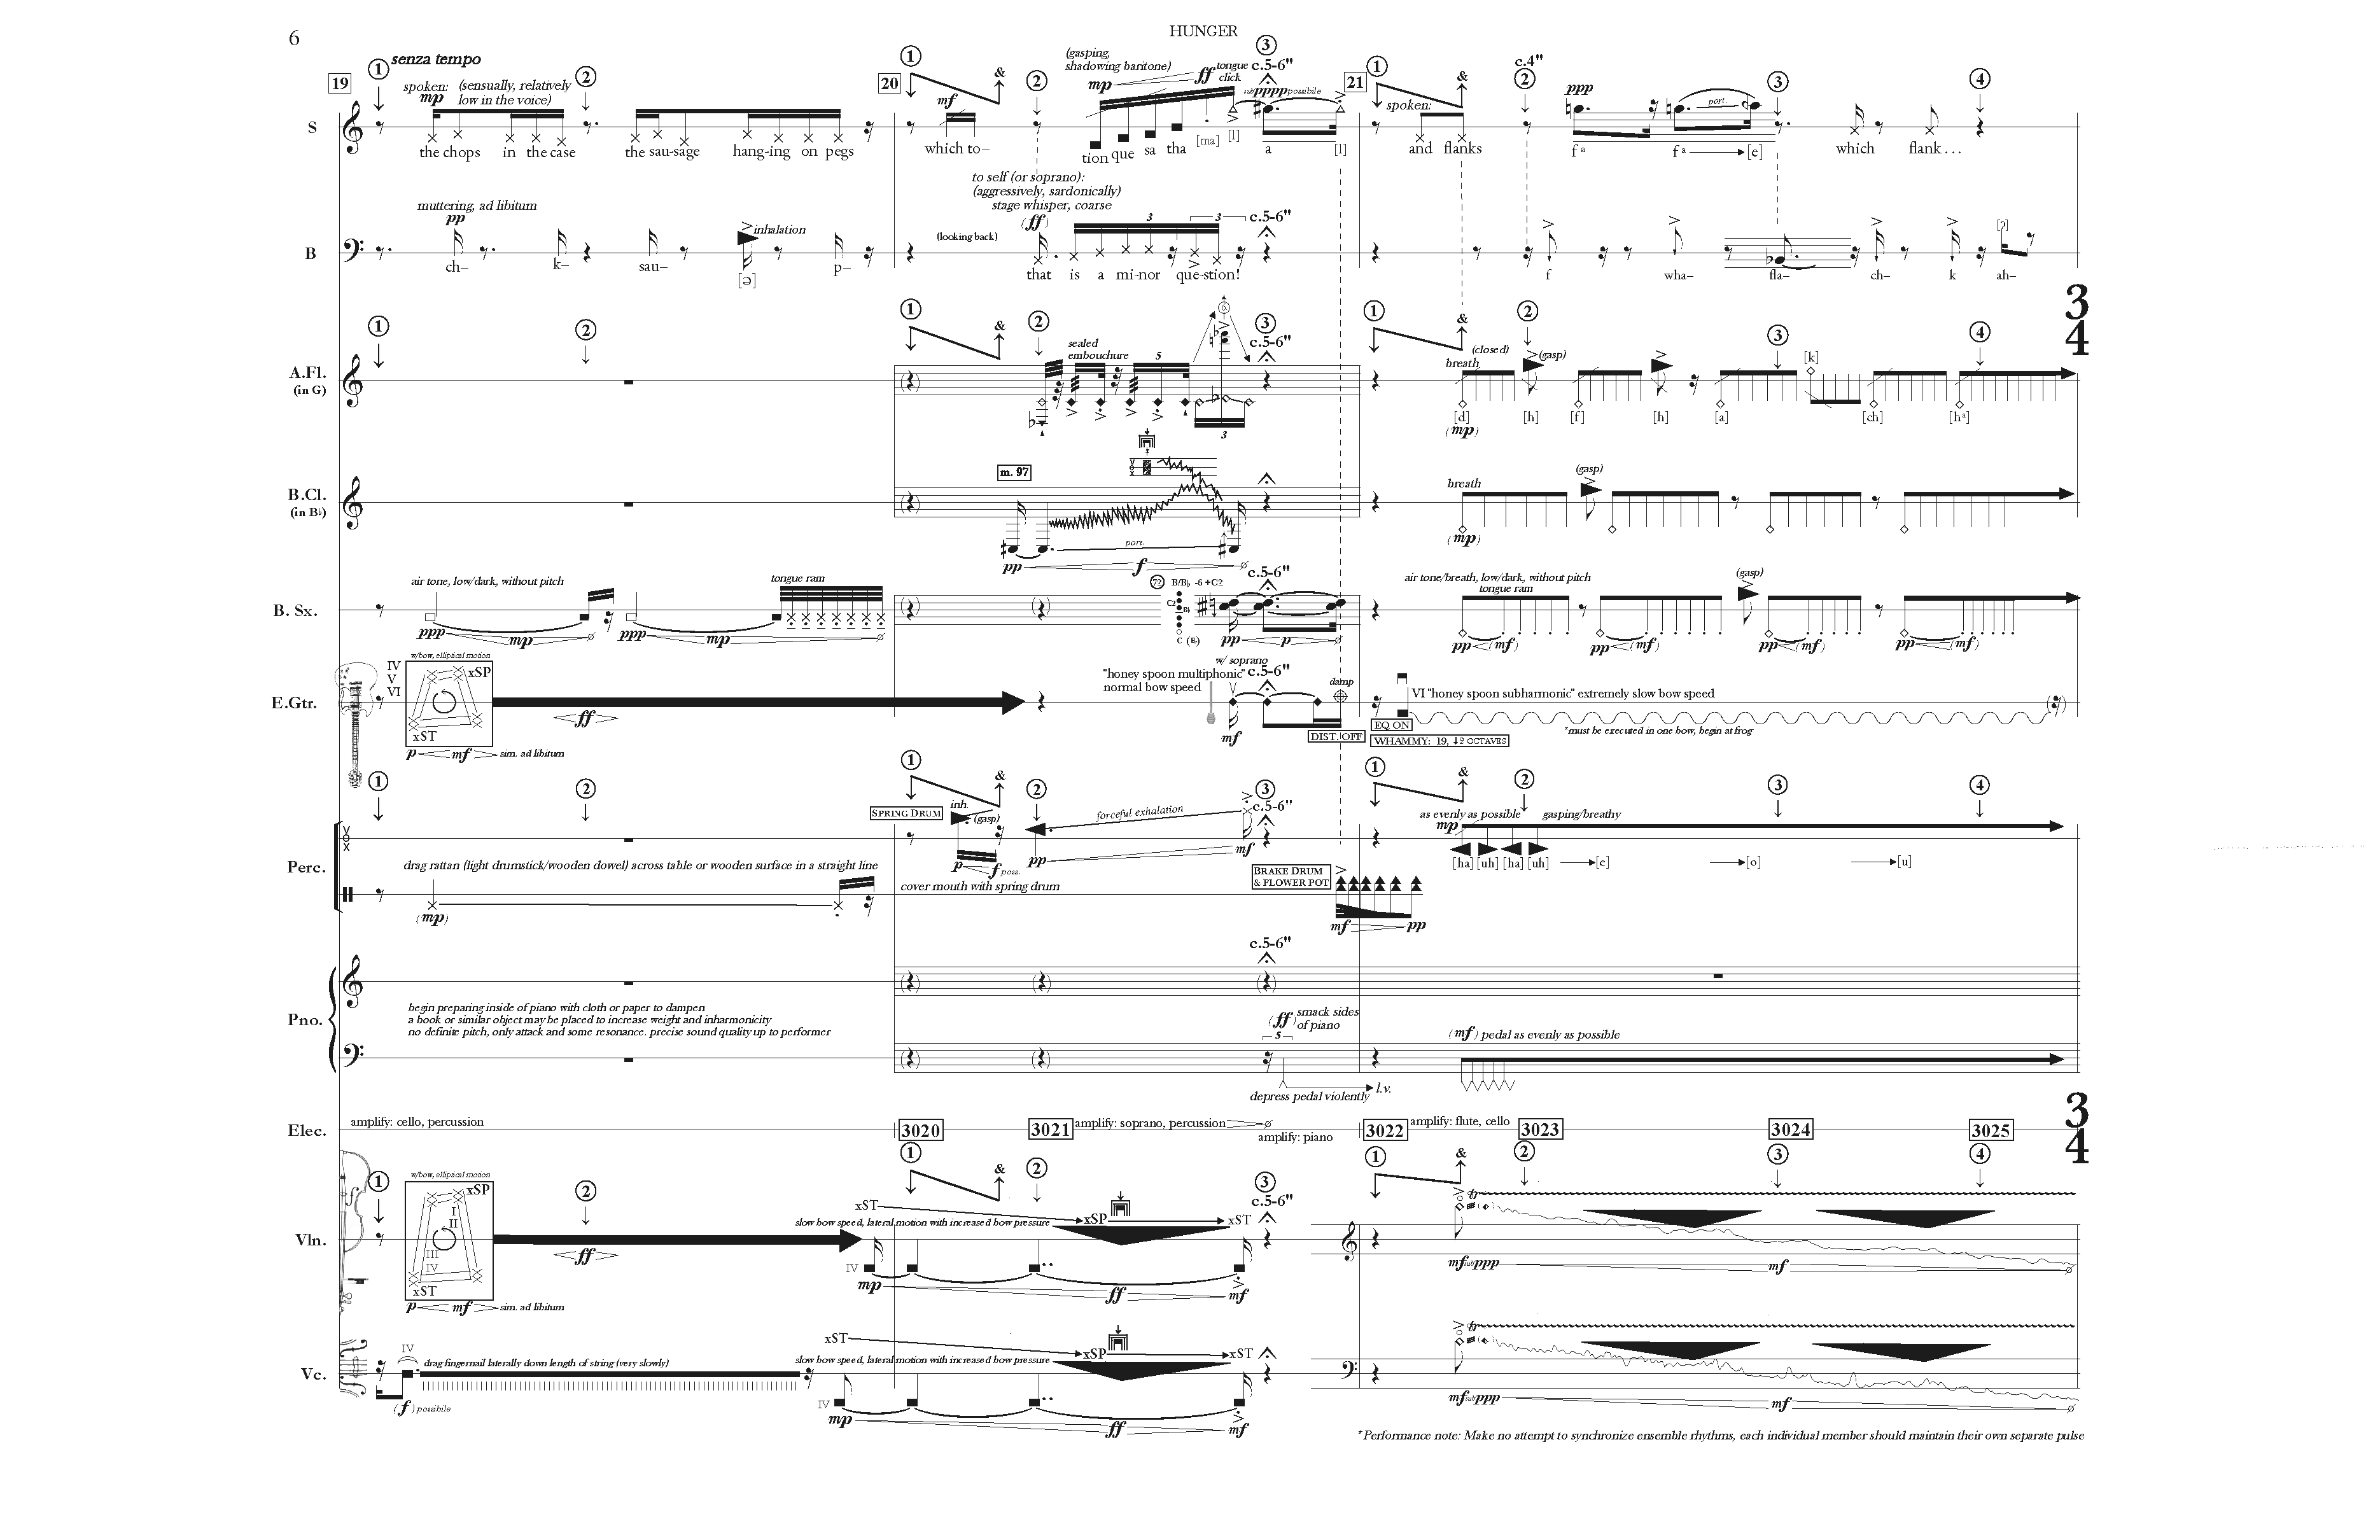 6
HUNGER
19
1
senza tempo
spoken:
(sensually, relatively
low in the voice)
mp
2
20
1
&
mf
2
(gasping,
shadowing baritone)
mp
ff
tongue
click
3
c.5-6"
sub
pppp possibile
21
1
spoken:
&
c.4"
2
ppp
port.
3
4
S
the chops in the case the sau-sage hang-ing on pegs
which to–
tion que sa tha [ma] [l] a [l]
and flanks
f a
f a
[e]
which flank...
muttering, ad libitum
pp
inhalation
to self (or soprano):
(aggressively, sardonically)
stage whisper, coarse
(ff)
(looking back)
3
3
c.5-6"
B
ch– k– sau– [ə] p–
that is a mi-nor que-stion!
f wha– fla– ch– k ah–
[ʔ]
3
4
1
2
1
&
2
sealed
embouchure
5
6
3
c.5-6"
3
1
&
2
3
4
A.Fl.
(in G)
breath
(closed)
(gasp)
[k]
[d] [h] [f] [h] [a] [ch] [h a]
(mp)
B.Cl.
(in B♭)
m. 97
VOX
port.
pp
f
breath
(gasp)
(mp)
B. Sx.
air tone, low/dark, without pitch
tongue ram
ppp mp ppp mp
72
B/B♭ -6 +C2
C2
B♭
C (B)
c.5-6"
pp p
air tone/breath, low/dark, without pitch
tongue ram
(gasp)
pp (mf) pp (mf) pp (mf) pp (mf)
E.Gtr.
IV
V
VI
w/bow, elliptical motion
xSP
xST
ff
p mf sim. ad libitum
"honey spoon multiphonic"
normal bow speed
w/ soprano
c.5-6"
damp
mf
DIST. OFF
EQ ON
WHAMMY: 19, ↓2 OCTAVES
VI "honey spoon subharmonic" extremely slow bow speed
*must be executed in one bow, begin at frog
1
2
Perc.
VOX
SPRING DRUM
1
&
2
inh.
(gasp)
p f poss.
forceful exhalation
pp
mf
3
c.5-6"
cover mouth with spring drum
drag rattan (light drumstick/wooden dowel) across table or wooden surface in a straight line
(mp)
BRAKE DRUM
& FLOWER POT
mf pp
1
&
2
3
4
as evenly as possible
gasping/breathy
mp
[ha] [uh] [ha] [uh] [e] [o] [u]
Pno.
begin preparing inside of piano with cloth or paper to dampen
a book or similar object may be placed to increase weight and inharmonicity
no definite pitch, only attack and some resonance. precise sound quality up to performer
c.5-6"
(ff) smack sides
of piano
5
depress pedal violently
l.v.
(mf) pedal as evenly as possible
3
4
Elec.
amplify: cello, percussion
3020
3021
amplify: soprano, percussion
amplify: piano
3022
amplify: flute, cello
3023
3024
3025
Vln.
1
w/bow, elliptical motion
xSP
I
II
III
IV
xST
2
ff
p mf sim. ad libitum
1
&
2
xST
slow bow speed, lateral motion with increased bow pressure
xSP
xST
3
c.5-6"
IV
mp ff mf
1
&
2
3
4
tr
mf sub ppp
mf
Vc.
IV
drag fingernail laterally down length of string (very slowly)
(f) possibile
xST
slow bow speed, lateral motion with increased bow pressure
xSP
xST
IV
mp ff mf
tr
mf sub ppp
mf
*Performance note: Make no attempt to synchronize ensemble rhythms, each individual member should maintain their own separate pulse